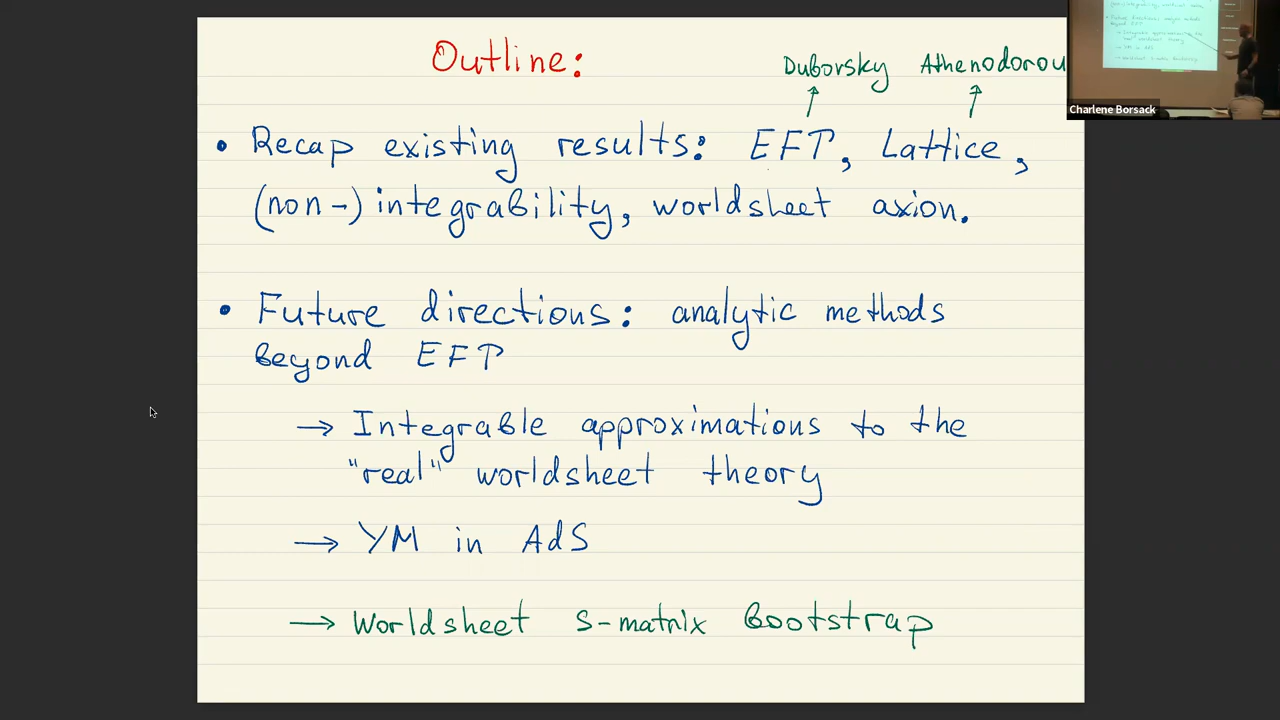 Outline:
Duborsky Athenodorou
• Recap existing results: EFT, Lattice,
(non-) integrability, worldsheet axion.
• Future directions: analytic methods
beyond EFT
→ Integrable approximations to the
"real" worldsheet theory
→ YM in AdS
→ Worldsheet S-matrix Bootstrap
Charlene Borsack